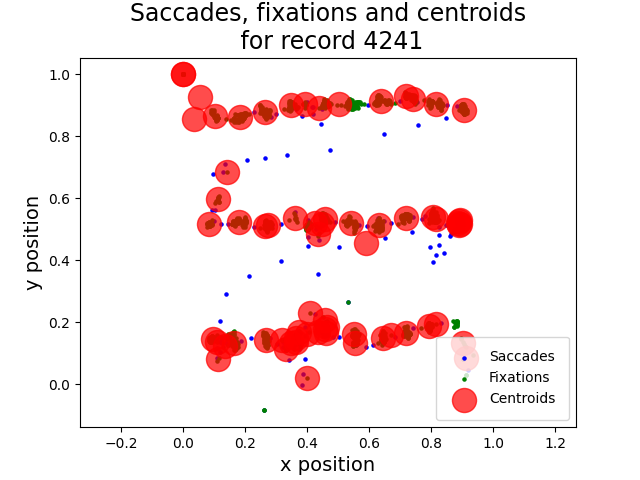 Saccades, fixations and centroids
for record 4241
y position
1.0
0.8
0.6
0.4
0.2
0.0
Saccades
Fixations
Centroids
−0.2 0.0 0.2 0.4 0.6 0.8 1.0 1.2
x position